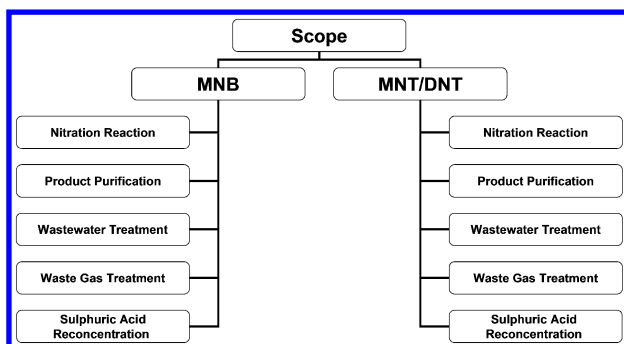 Scope
MNB
MNT/DNT
Nitration Reaction
Nitration Reaction
Product Purification
Product Purification
Wastewater Treatment
Wastewater Treatment
Waste Gas Treatment
Waste Gas Treatment
Sulphuric Acid
Reconcentration
Sulphuric Acid
Reconcentration